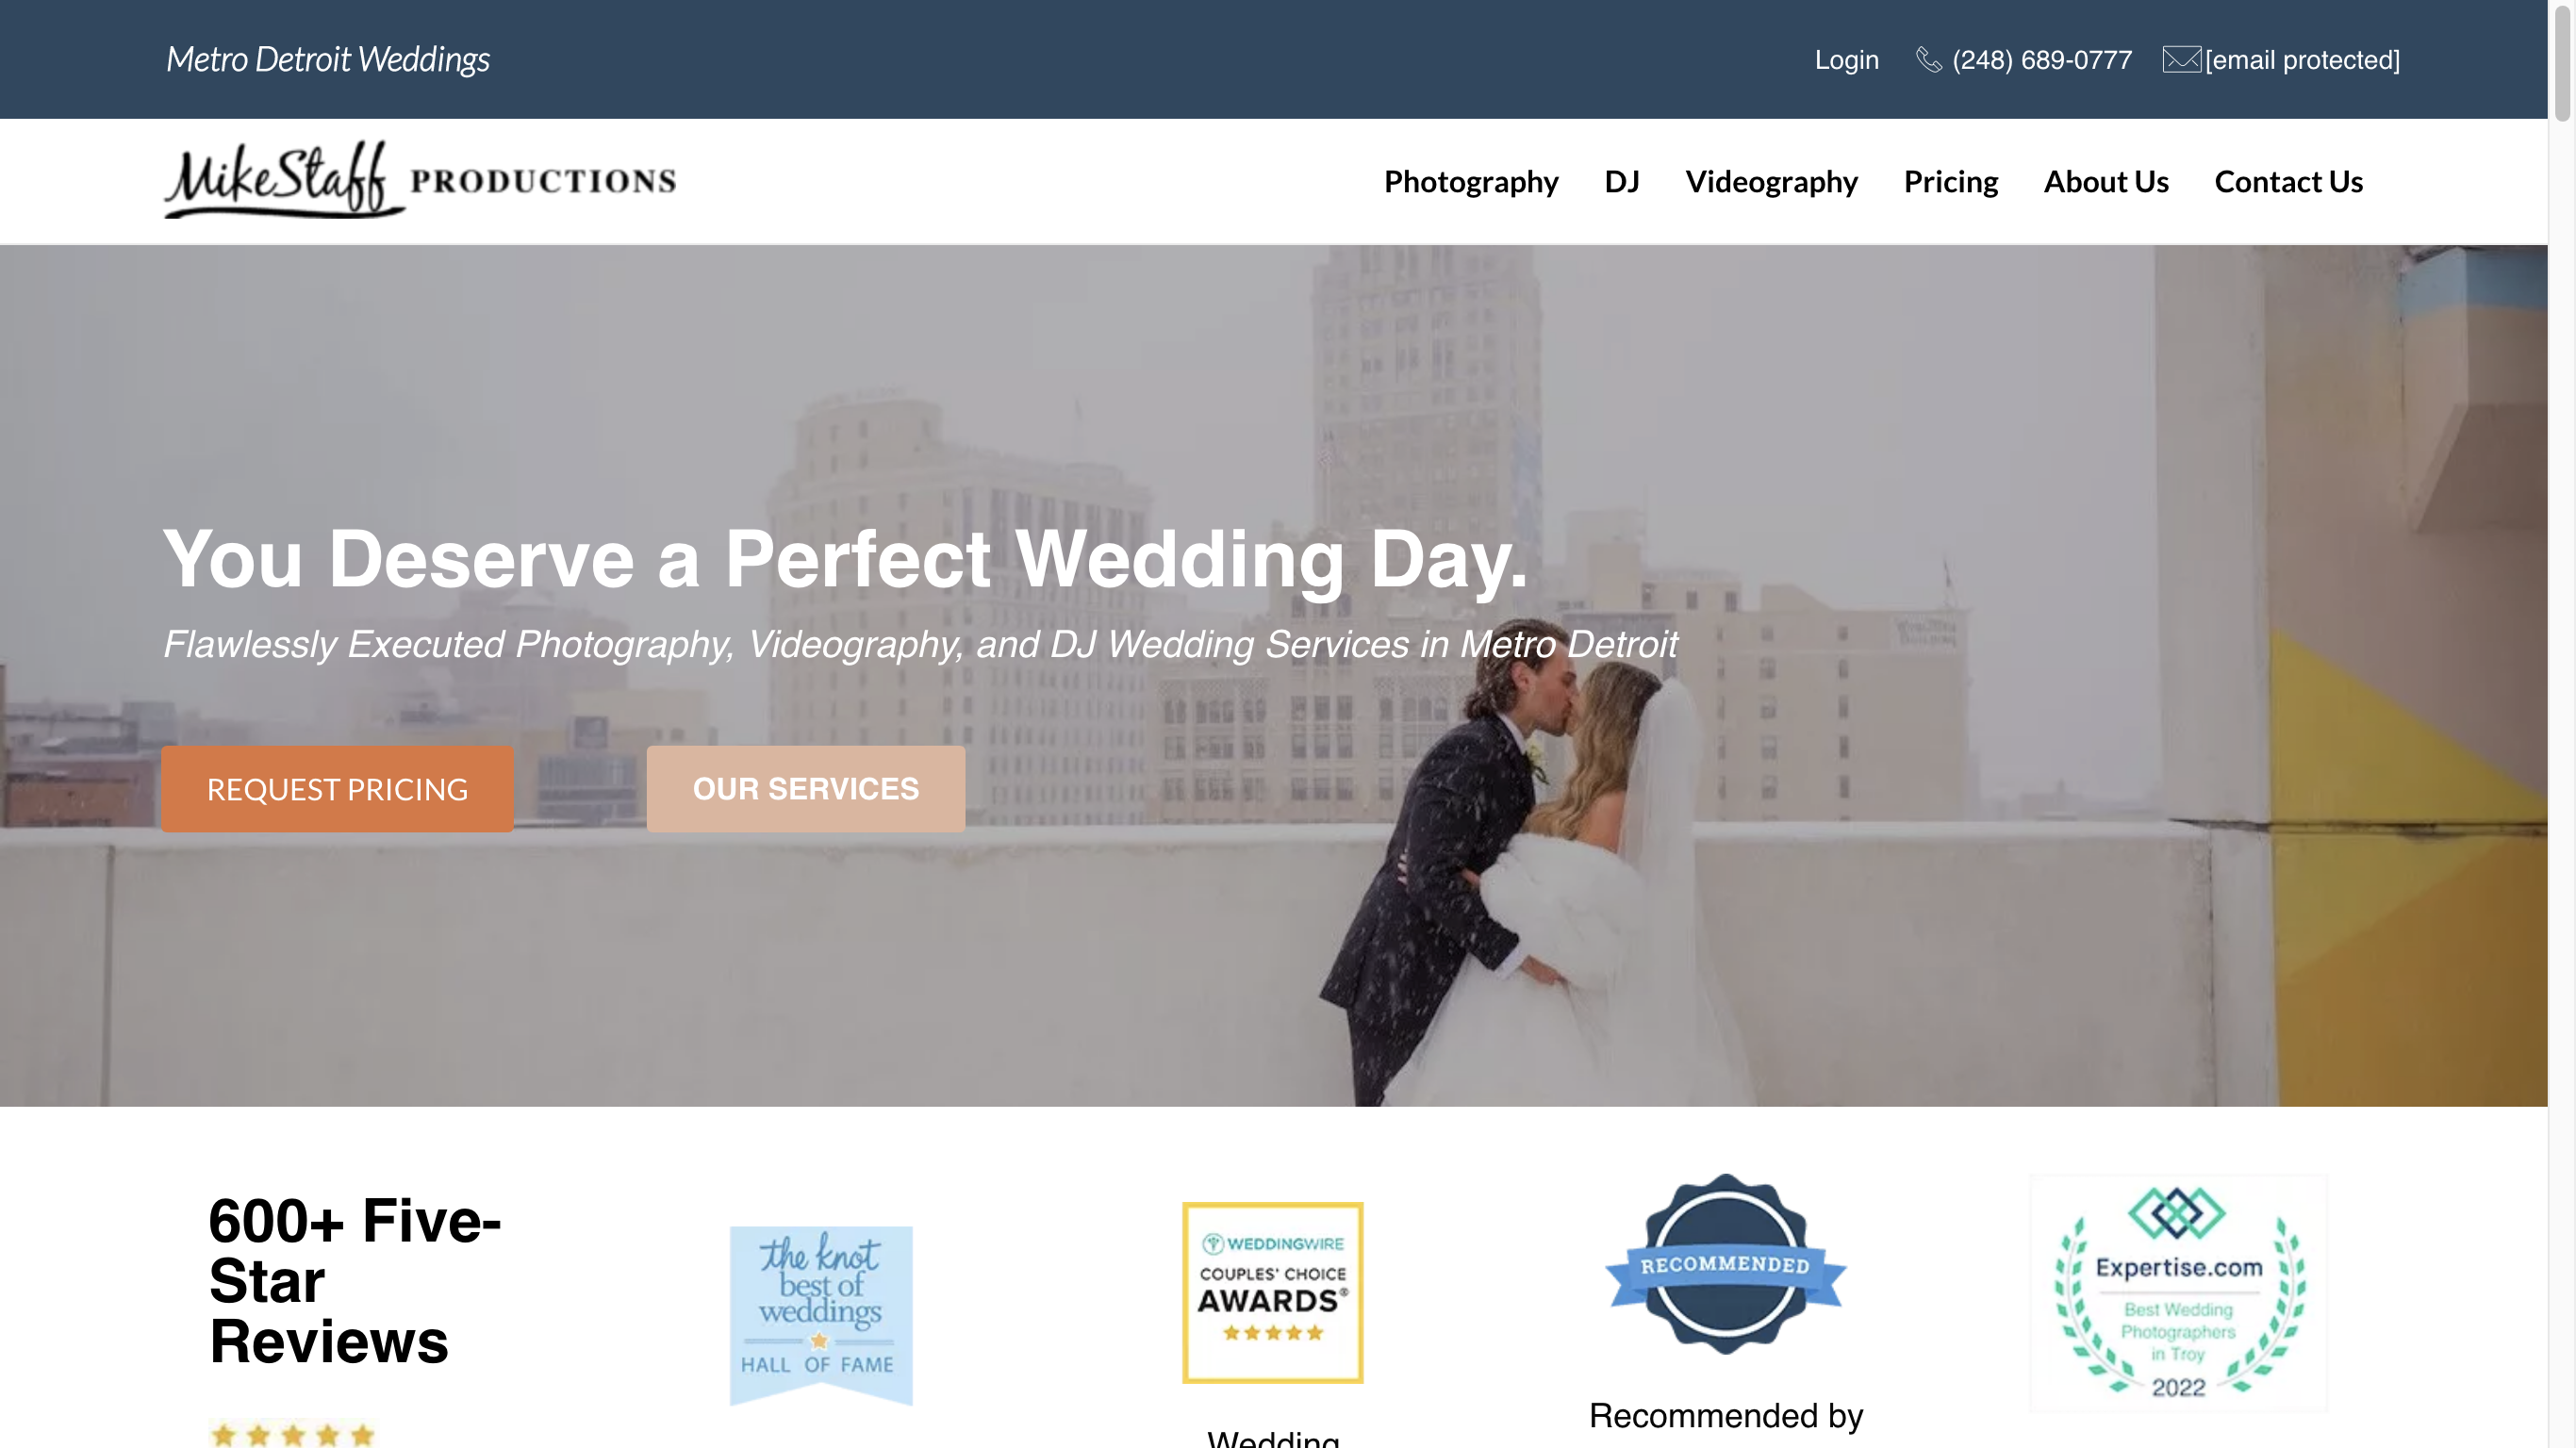 Metro Detroit Weddings
Login (248) 689-0777 [email protected]
MikeStaff PRODUCTIONS
Photography DJ Videography Pricing About Us Contact Us
You Deserve a Perfect Wedding Day.
Flawlessly Executed Photography, Videography, and DJ Wedding Services in Metro Detroit
REQUEST PRICING
OUR SERVICES
600+ Five-
Star
Reviews
the knot
best of
weddings
HALL OF FAME
WEDDINGWIRE
COUPLES' CHOICE
AWARDS®
Wedding
RECOMMENDED
Recommended by
Expertise.com
Best Wedding
Photographers
in Troy
2022